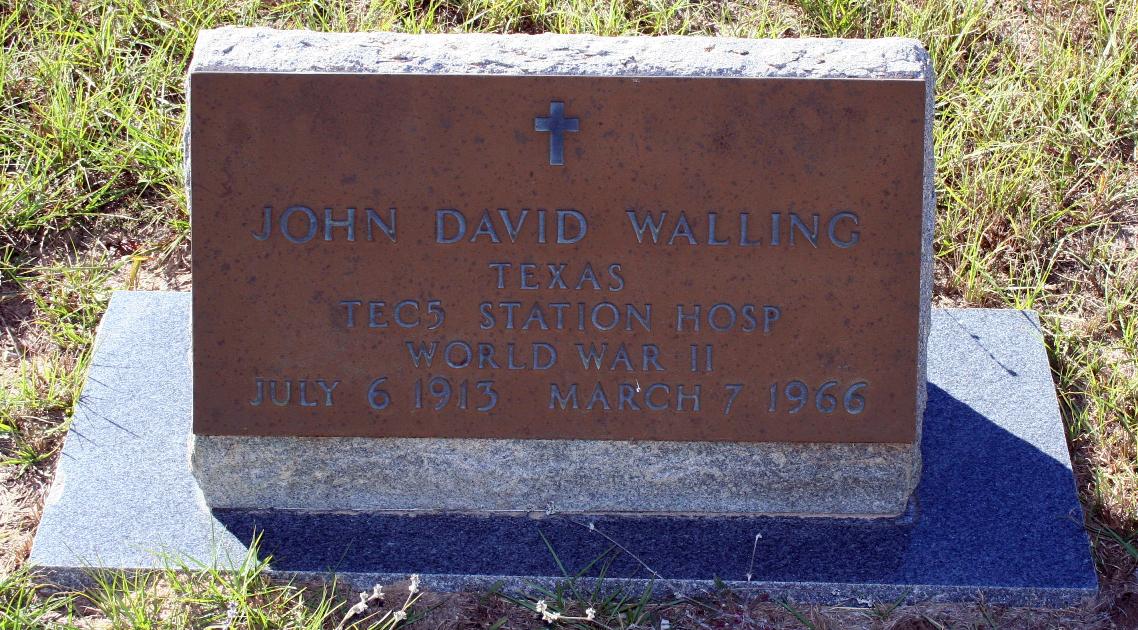 JOHN DAVID WALLING
TEXAS
TEC5 STATION HOSP
WORLD WAR II
JULY 6 1913 MARCH 7 1966